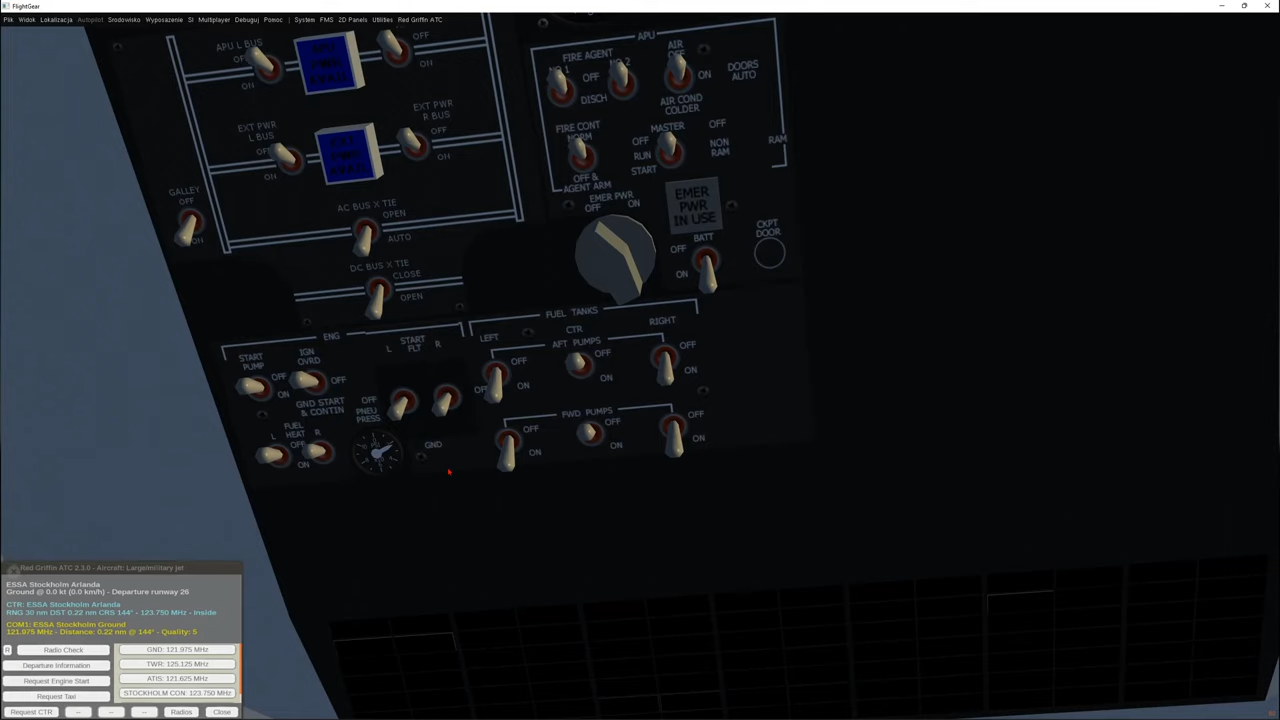 FlightGear
Plik Widok Lokalizacja Autopilot Środowisko Wyposażenie SI Multiplayer Debuguj Pomoc | System FMS 2D Panels Utilities Red Griffin ATC
APU L BUS
OFF
ON
APU
PWR
AVAIL
OFF
ON
EXT PWR
L BUS
OFF
ON
EXT
PWR
AVAIL
EXT PWR
R BUS
OFF
ON
GALLEY
OFF
ON
AC BUS X TIE
OPEN
AUTO
DC BUS X TIE
CLOSE
OPEN
APU
FIRE AGENT
NO 1
OFF
NO 2
DISCH
AIR
OFF
ON
AIR COND
COLDER
DOORS
AUTO
FIRE CONT
NORM
OFF &
AGENT ARM
MASTER
OFF
RUN
START
OFF
NON
RAM
RAM
EMER PWR
OFF
ON
EMER
PWR
IN USE
BATT
OFF
ON
CKPT
DOOR
ENG
START
PUMP
OFF
ON
IGN
OVRD
OFF
GND START
& CONTIN
START
L FLT R
OFF
OFF
PNEU
PRESS
GND
FUEL
L HEAT R
OFF
ON
FUEL TANKS
LEFT
CTR
RIGHT
AFT PUMPS
OFF
ON
OFF
ON
OFF
ON
FWD PUMPS
OFF
ON
OFF
ON
OFF
ON
Red Griffin ATC 2.3.0 - Aircraft: Large/military jet
ESSA Stockholm Arlanda
Ground @ 0.0 kt (0.0 km/h) - Departure runway 26
CTR: ESSA Stockholm Arlanda
RNG 30 nm DST 0.22 nm CRS 144° - 123.750 MHz - Inside
COM1: ESSA Stockholm Ground
121.975 MHz - Distance: 0.22 nm @ 144° - Quality: 5
R Radio Check
Departure Information
Request Engine Start
Request Taxi
GND: 121.975 MHz
TWR: 125.125 MHz
ATIS: 121.625 MHz
STOCKHOLM CON: 123.750 MHz
Request CTR -- -- -- Radios Close